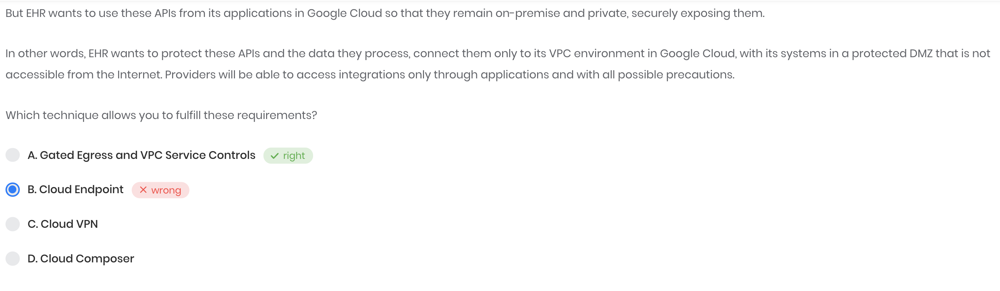 But EHR wants to use these APIs from its applications in Google Cloud so that they remain on-premise and private, securely exposing them.
In other words, EHR wants to protect these APIs and the data they process, connect them only to its VPC environment in Google Cloud, with its systems in a protected DMZ that is not
accessible from the Internet. Providers will be able to access integrations only through applications and with all possible precautions.
Which technique allows you to fulfill these requirements?
A. Gated Egress and VPC Service Controls right
B. Cloud Endpoint wrong
C. Cloud VPN
D. Cloud Composer